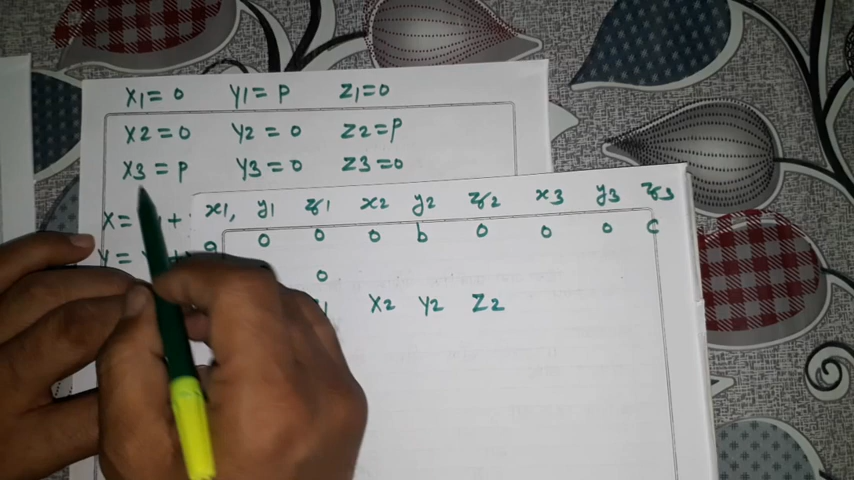 X1=0 Y1=P Z1=0
X2=0 Y2=0 Z2=P
X3=P Y3=0 Z3=0
X= +
Y= +
x1, y1 z1 x2 y2 z2 x3 y3 z3
0 0 0 b 0 0 0 c
0
X2 Y2 Z2